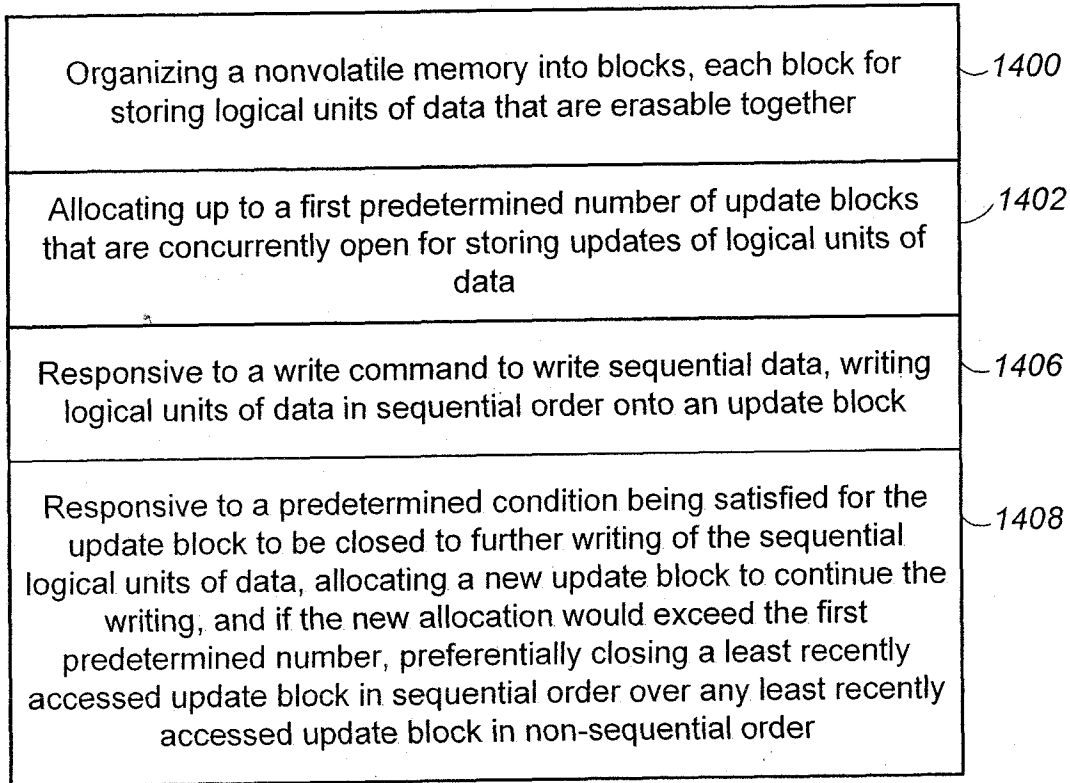 Organizing a nonvolatile memory into blocks, each block for
storing logical units of data that are erasable together
1400
Allocating up to a first predetermined number of update blocks
that are concurrently open for storing updates of logical units of
data
1402
Responsive to a write command to write sequential data, writing
logical units of data in sequential order onto an update block
1406
Responsive to a predetermined condition being satisfied for the
update block to be closed to further writing of the sequential
logical units of data, allocating a new update block to continue the
writing, and if the new allocation would exceed the first
predetermined number, preferentially closing a least recently
accessed update block in sequential order over any least recently
accessed update block in non-sequential order
1408